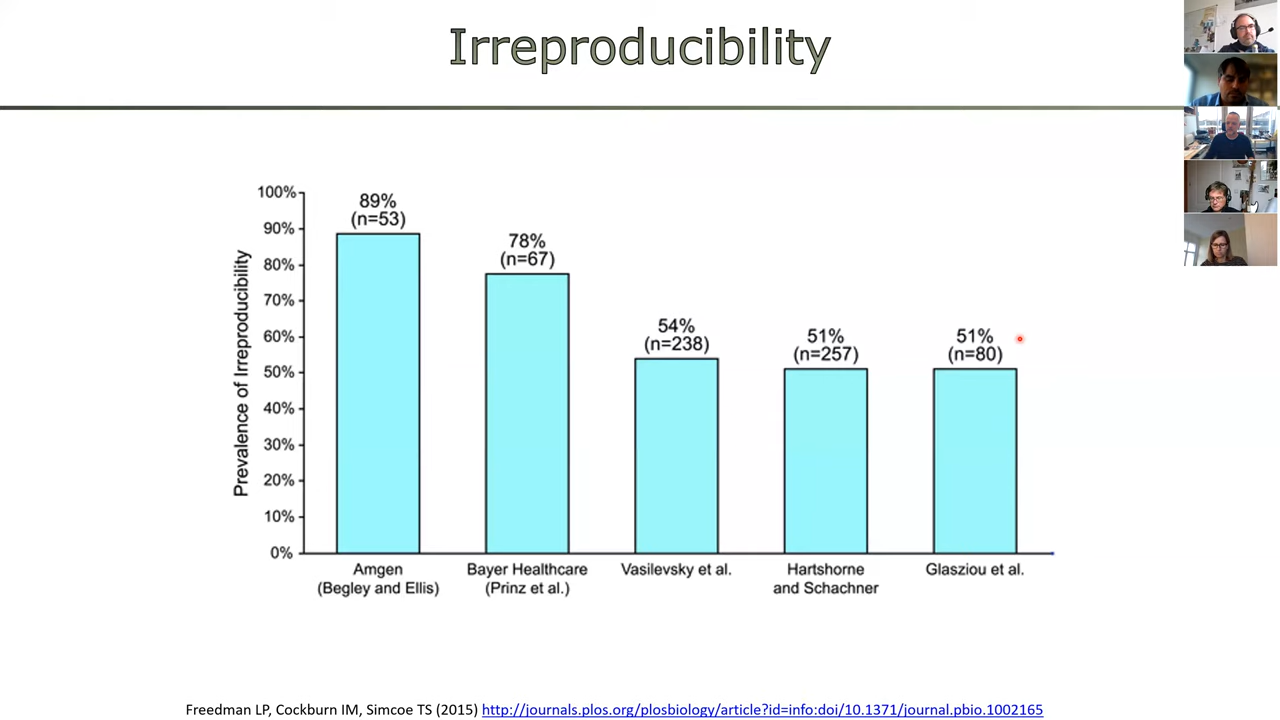 Irreproducibility
Prevalence of Irreproducibility
100%
90%
80%
70%
60%
50%
40%
30%
20%
10%
0%
89%
(n=53)
78%
(n=67)
54%
(n=238)
51%
(n=257)
51%
(n=80)
Amgen
(Begley and Ellis)
Bayer Healthcare
(Prinz et al.)
Vasilevsky et al.
Hartshorne
and Schachner
Glasziou et al.
Freedman LP, Cockburn IM, Simcoe TS (2015) http://journals.plos.org/plosbiology/article?id=info:doi/10.1371/journal.pbio.1002165